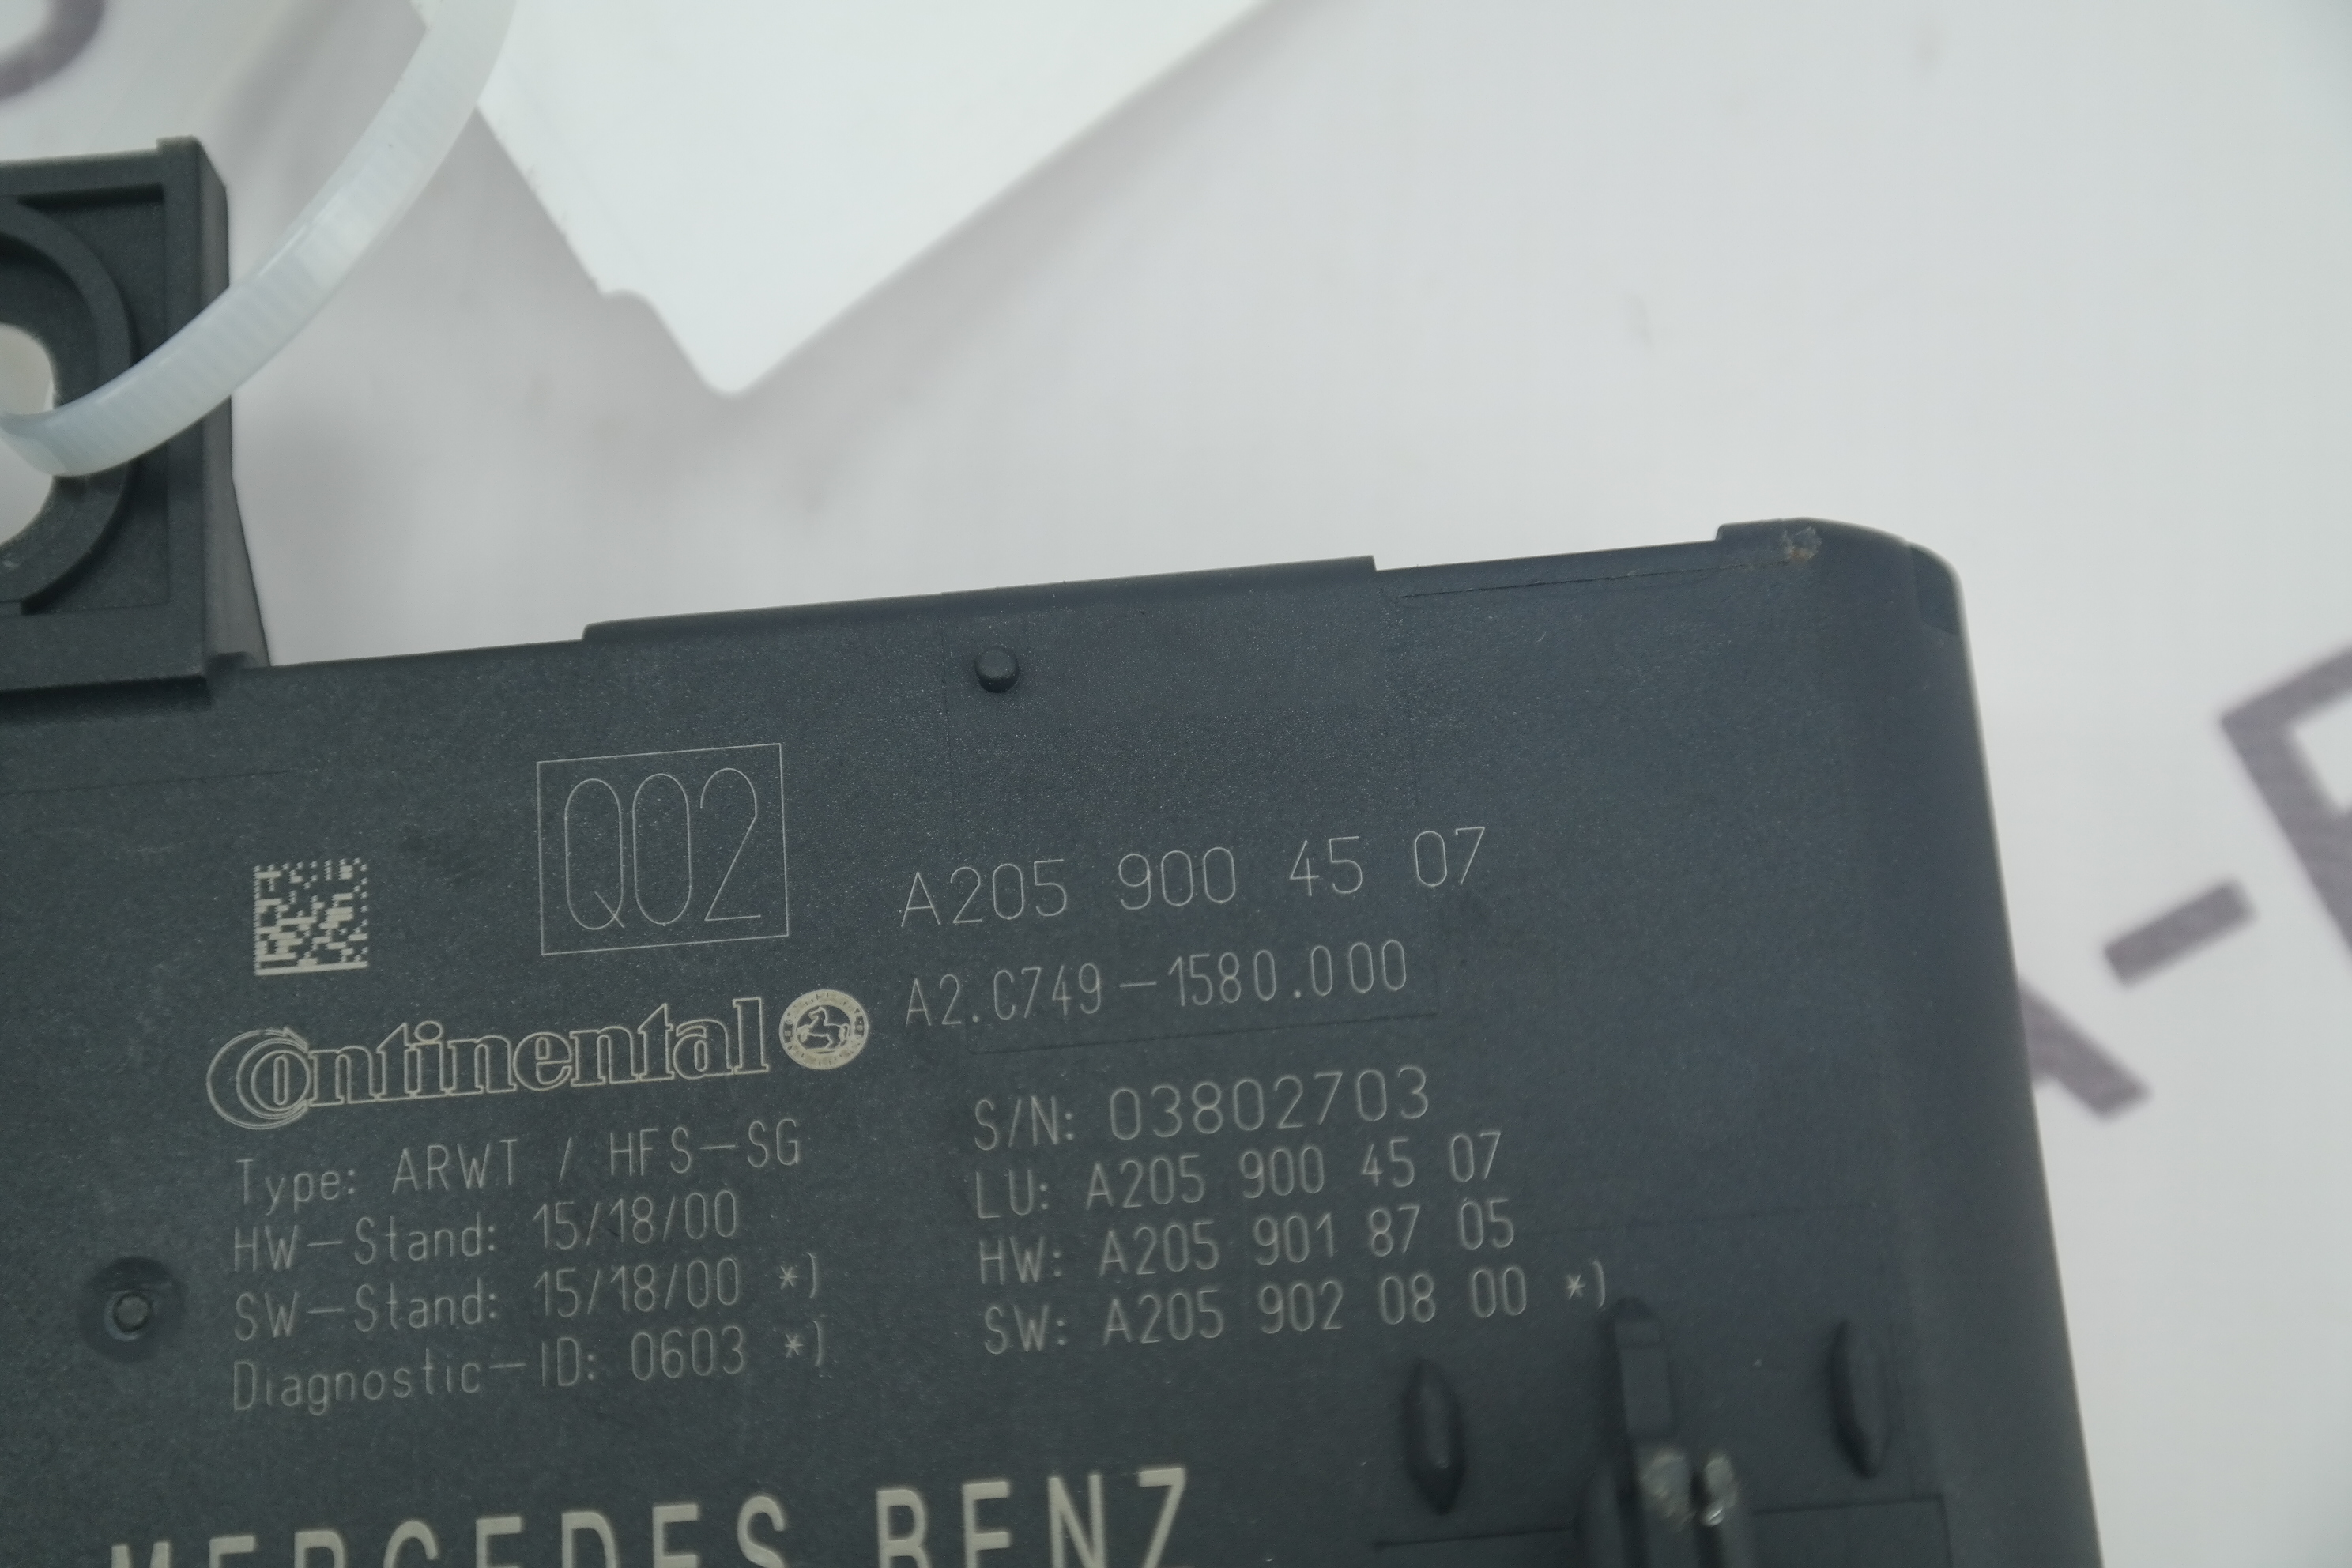 Q02
A205 900 45 07
A2.C749-1580.000
Continental
S/N: 03802703
Type: ARWT / HFS-SG
LU: A205 900 45 07
HW-Stand: 15/18/00
HW: A205 901 87 05
SW-Stand: 15/18/00 *)
SW: A205 902 08 00 *)
Diagnostic-ID: 0603 *)
MERCEDES BENZ